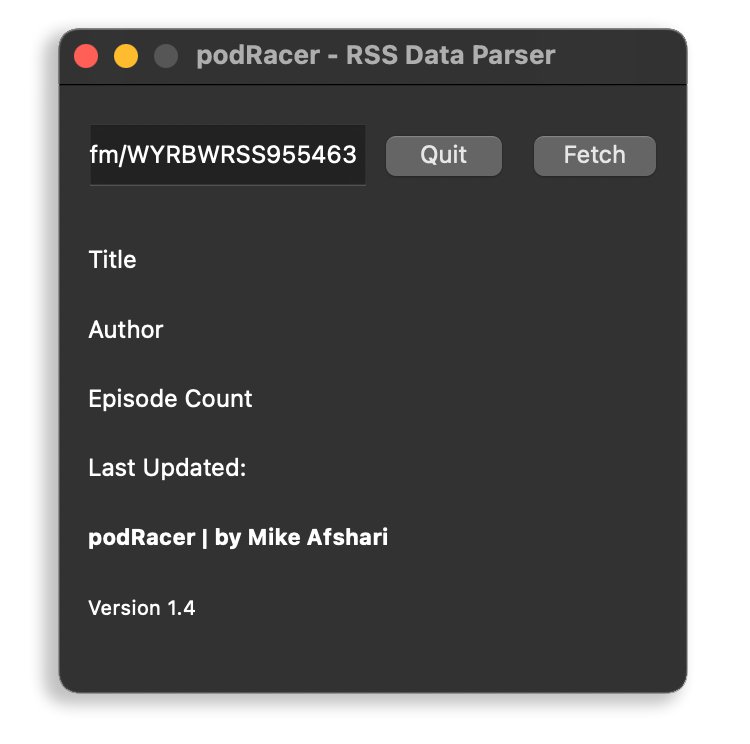 podRacer - RSS Data Parser
fm/WYRBWRSS955463 Quit Fetch
Title
Author
Episode Count
Last Updated:
podRacer | by Mike Afshari
Version 1.4